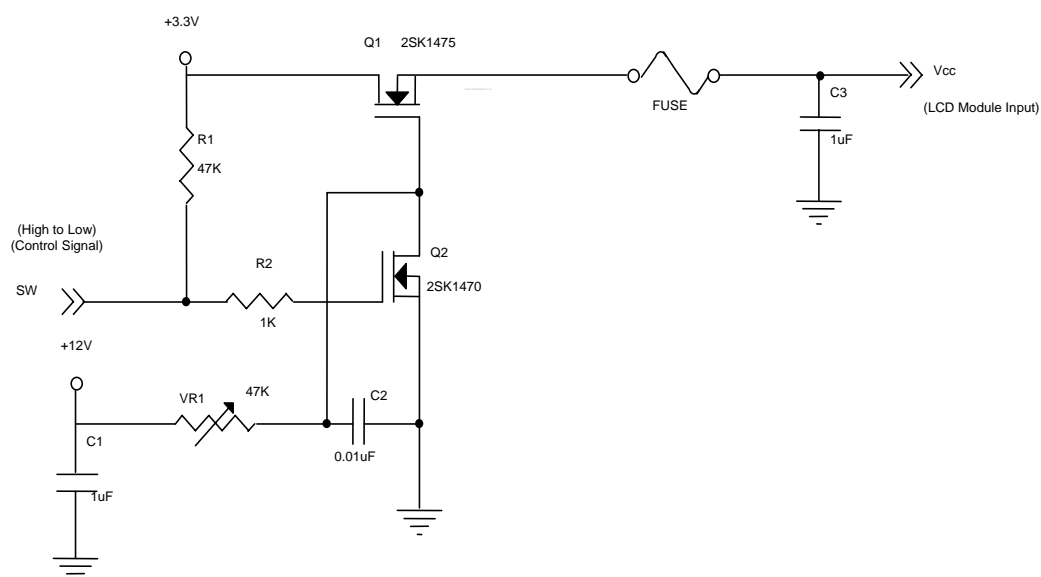 +3.3V
Q1 2SK1475
FUSE
Vcc
(LCD Module Input)
C3
1uF
R1
47K
(High to Low)
(Control Signal)
SW
R2
1K
Q2
2SK1470
+12V
VR1
47K
C2
0.01uF
C1
1uF